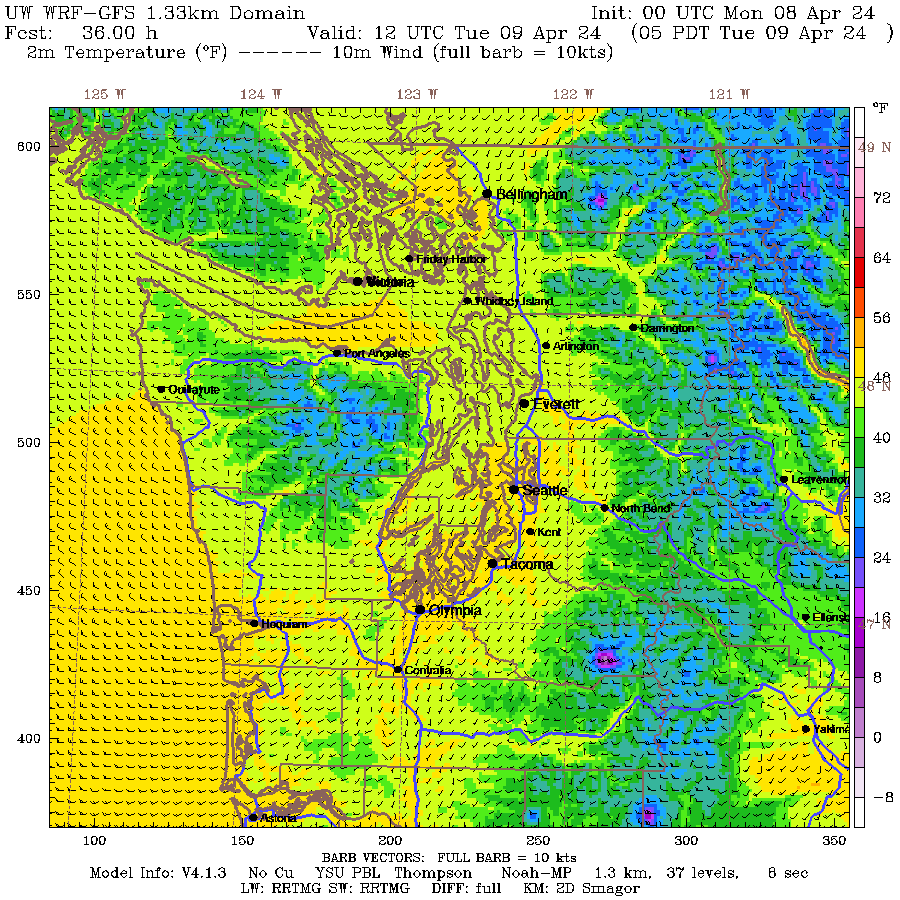 UW WRF-GFS 1.33km Domain Init: 00 UTC Mon 08 Apr 24
Fcst: 36.00 h Valid: 12 UTC Tue 09 Apr 24 (05 PDT Tue 09 Apr 24 )
2m Temperature (°F) ------ 10m Wind (full barb = 10kts)
125 W 124 W 123 W 122 W 121 W
°F
600 49 N
Bellingham 72
Friday Harbor 64
Victoria
550 Whidbey Island
56
Darrington
Arlington
Port Angeles
48
Quillayute 48 N
Everett
500 40
Leavenwor
Seattle 32
North Bend
Kent
24
Tacoma
450
Olympia 16
Hoquiam Ellensb 47 N
Centralia 8
400 Yakima 0
−8
Astoria
100 150 200 250 300 350
BARB VECTORS: FULL BARB = 10 kts
Model Info: V4.1.3 No Cu YSU PBL Thompson Noah-MP 1.3 km, 37 levels, 8 sec
LW: RRTMG SW: RRTMG DIFF: full KM: 2D Smagor